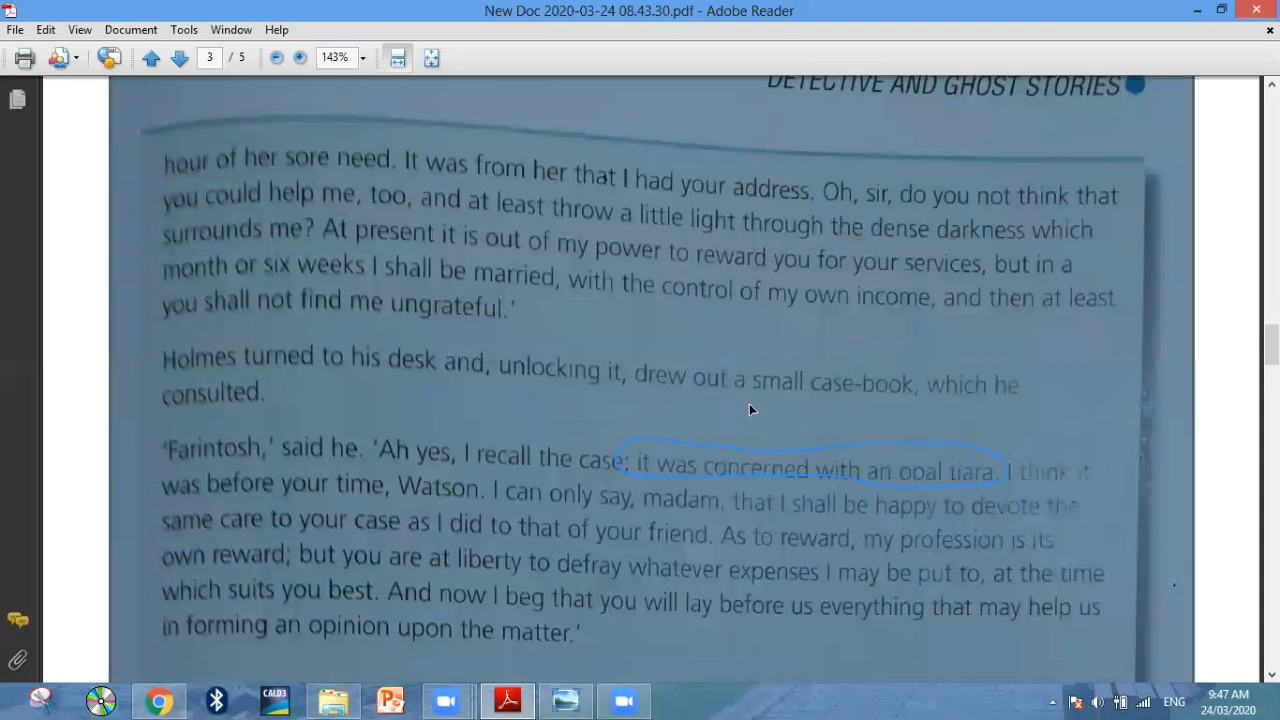 New Doc 2020-03-24 08.43.30.pdf - Adobe Reader
File Edit View Document Tools Window Help
3 / 5 143%
DETECTIVE AND GHOST STORIES
hour of her sore need. It was from her that I had your address. Oh, sir, do you not think that
you could help me, too, and at least throw a little light through the dense darkness which
surrounds me? At present it is out of my power to reward you for your services, but in a
month or six weeks I shall be married, with the control of my own income, and then at least
you shall not find me ungrateful.’
Holmes turned to his desk and, unlocking it, drew out a small case-book, which he
consulted.
‘Farintosh,’ said he. ‘Ah yes, I recall the case; it was concerned with an opal tiara. I think it
was before your time, Watson. I can only say, madam, that I shall be happy to devote the
same care to your case as I did to that of your friend. As to reward, my profession is its
own reward; but you are at liberty to defray whatever expenses I may be put to, at the time
which suits you best. And now I beg that you will lay before us everything that may help us
in forming an opinion upon the matter.’
CALD3
ENG
9:47 AM
24/03/2020